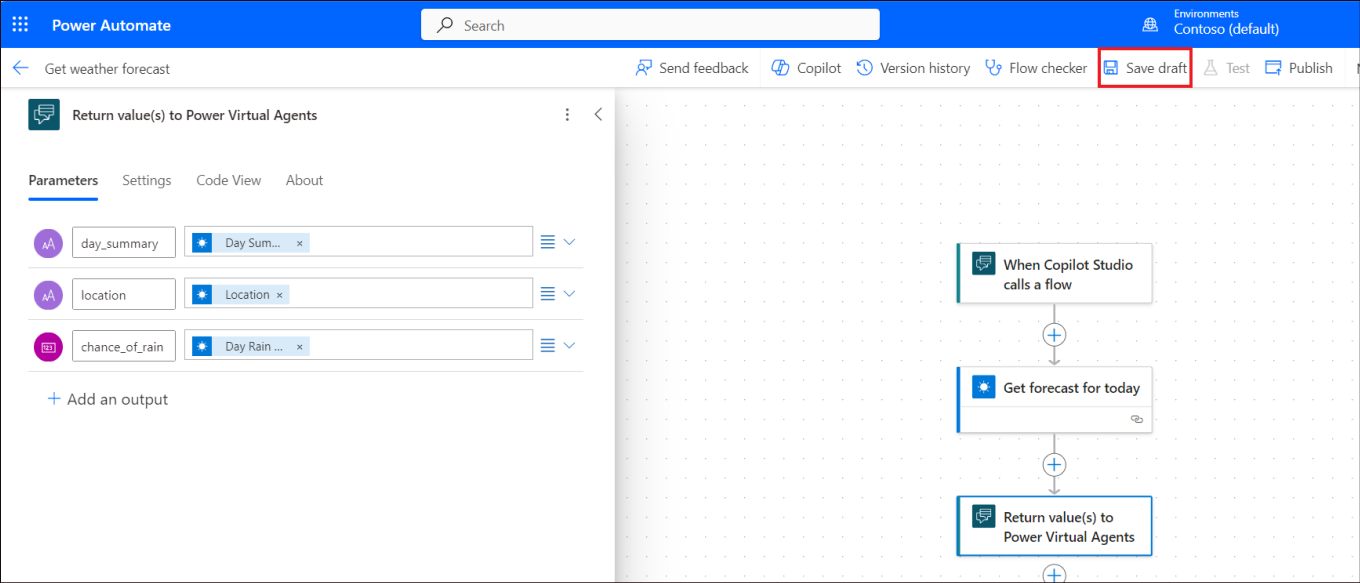 Power Automate
Search
Environments
Contoso (default)
Get weather forecast
Send feedback
Copilot
Version history
Flow checker
Save draft
Test
Publish
Return value(s) to Power Virtual Agents
Parameters
Settings
Code View
About
AA
day_summary
Day Sum... ×
AA
location
Location ×
123
chance_of_rain
Day Rain ... ×
+ Add an output
When Copilot Studio
calls a flow
Get forecast for today
Return value(s) to
Power Virtual Agents